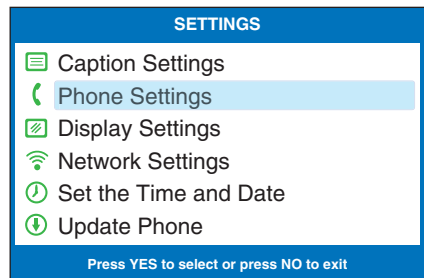 SETTINGS
Caption Settings
Phone Settings
Display Settings
Network Settings
Set the Time and Date
Update Phone
Press YES to select or press NO to exit